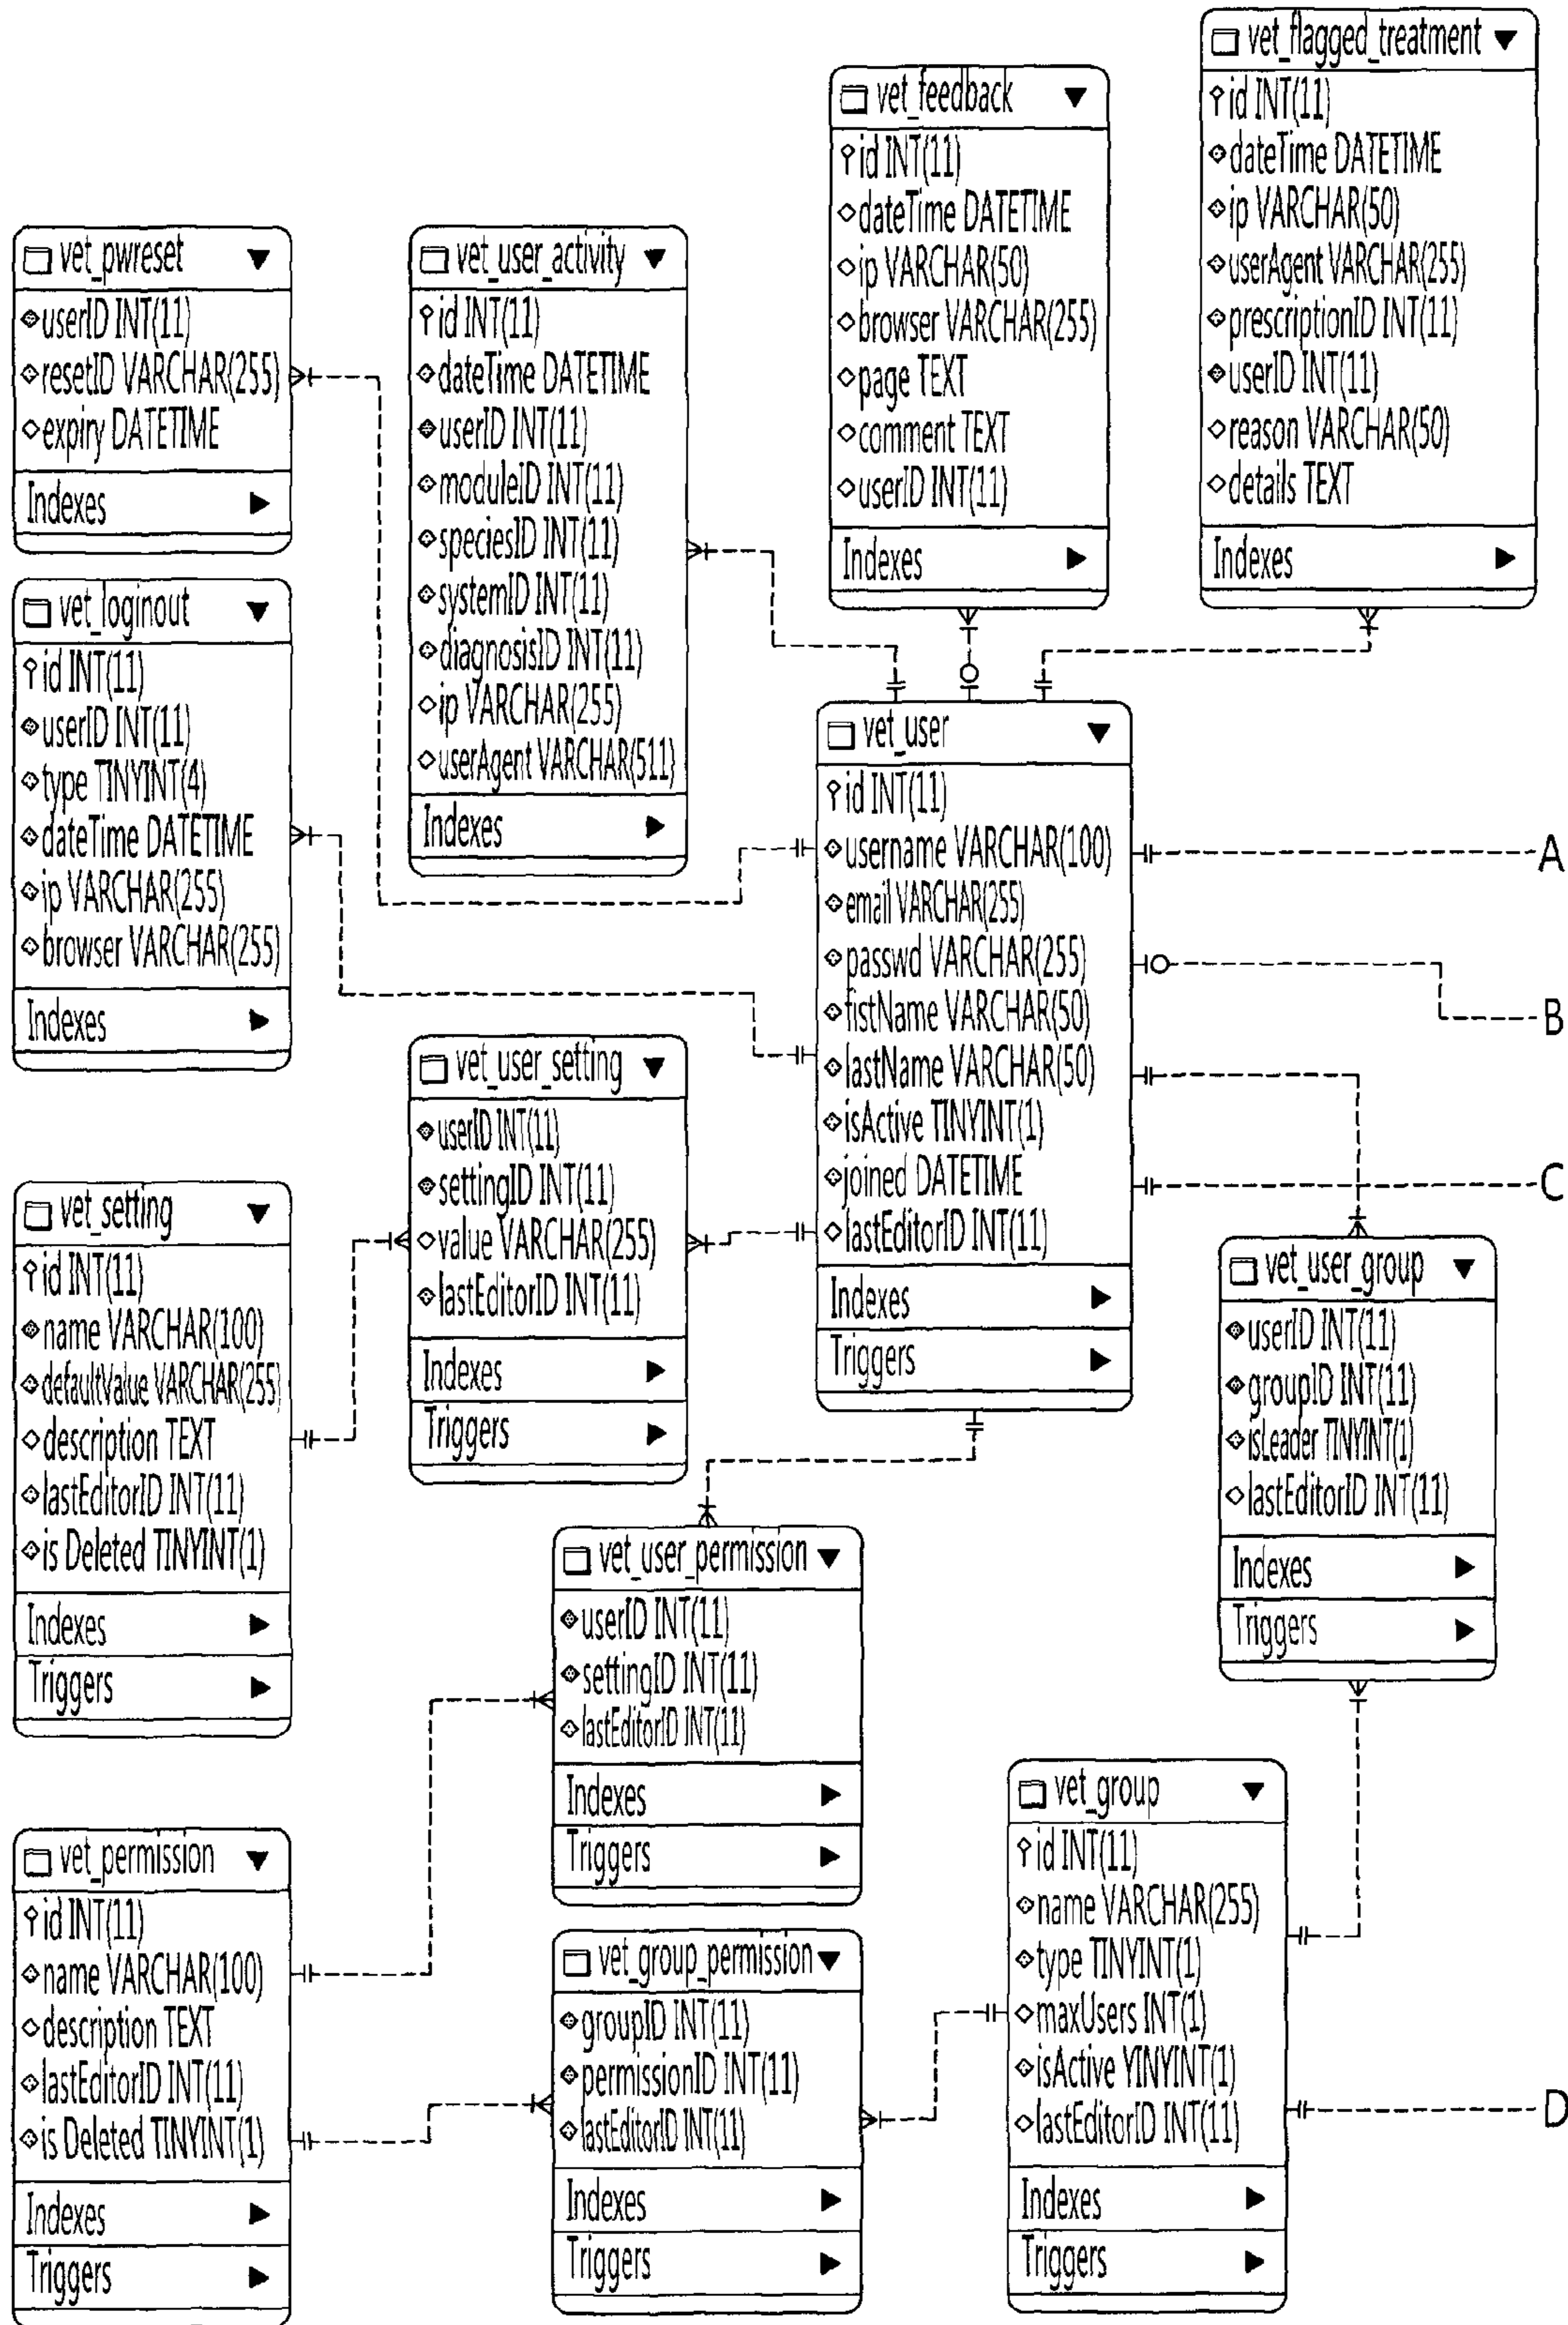 vet_pwreset
userID INT(11)
resetID VARCHAR(255)
expiry DATETIME
Indexes
vet_loginout
id INT(11)
userID INT(11)
type TINYINT(4)
dateTime DATETIME
ip VARCHAR(255)
browser VARCHAR(255)
Indexes
vet_setting
id INT(11)
name VARCHAR(100)
defaultValue VARCHAR(255)
description TEXT
lastEditorID INT(11)
is Deleted TINYINT(1)
Indexes
Triggers
vet_permission
id INT(11)
name VARCHAR(100)
description TEXT
lastEditorID INT(11)
is Deleted TINYINT(1)
Indexes
Triggers
vet_user_activity
id INT(11)
dateTime DATETIME
userID INT(11)
moduleID INT(11)
speciesID INT(11)
systemID INT(11)
diagnosisID INT(11)
ip VARCHAR(255)
userAgent VARCHAR(511)
Indexes
vet_user_setting
userID INT(11)
settingID INT(11)
value VARCHAR(255)
lastEditorID INT(11)
Indexes
Triggers
vet_user_permission
userID INT(11)
settingID INT(11)
lastEditorID INT(11)
Indexes
Triggers
vet_group_permission
groupID INT(11)
permissionID INT(11)
lastEditorID INT(11)
Indexes
Triggers
vet_feedback
id INT(11)
dateTime DATETIME
ip VARCHAR(50)
browser VARCHAR(255)
page TEXT
comment TEXT
userID INT(11)
Indexes
vet_user
id INT(11)
username VARCHAR(100)
email VARCHAR(255)
passwd VARCHAR(255)
fistName VARCHAR(50)
lastName VARCHAR(50)
isActive TINYINT(1)
joined DATETIME
lastEditorID INT(11)
Indexes
Triggers
vet_flagged_treatment
id INT(11)
dateTime DATETIME
ip VARCHAR(50)
userAgent VARCHAR(255)
prescriptionID INT(11)
userID INT(11)
reason VARCHAR(50)
details TEXT
Indexes
A
B
C
vet_user_group
userID INT(11)
groupID INT(11)
isLeader TINYINT(1)
lastEditorID INT(11)
Indexes
Triggers
vet_group
id INT(11)
name VARCHAR(255)
type TINYINT(1)
maxUsers INT(1)
isActive YINYINT(1)
lastEditorID INT(11)
Indexes
Triggers
D